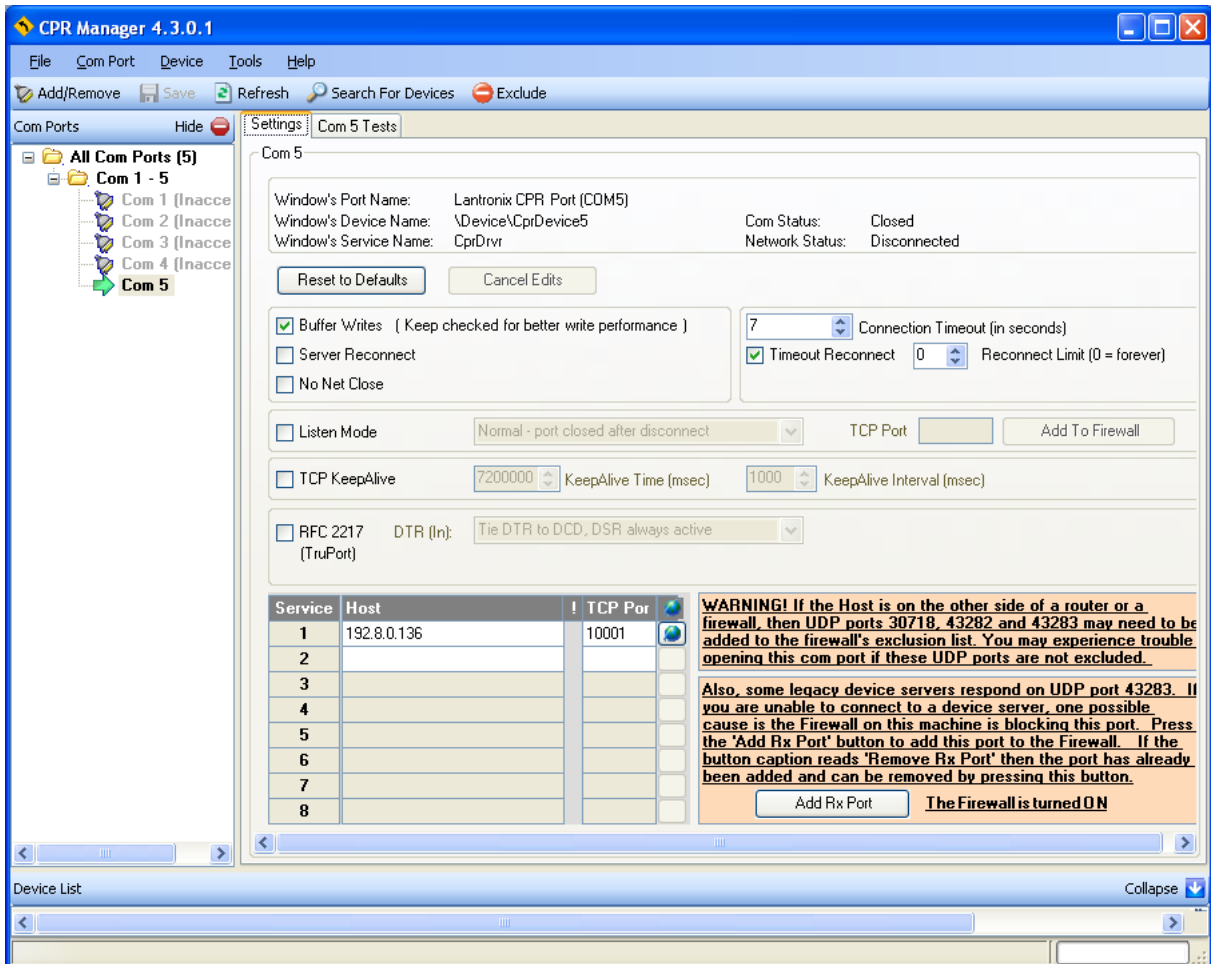 CPR Manager 4.3.0.1
File Com Port Device Tools Help
Add/Remove Save Refresh Search For Devices Exclude
Com Ports Hide
All Com Ports (5)
Com 1 - 5
Com 1 (Inacce
Com 2 (Inacce
Com 3 (Inacce
Com 4 (Inacce
Com 5
Settings Com 5 Tests
Com 5
Window's Port Name: Lantronix CPR Port (COM5)
Window's Device Name: \Device\CprDevice5 Com Status: Closed
Window's Service Name: CprDrvr Network Status: Disconnected
Reset to Defaults Cancel Edits
Buffer Writes ( Keep checked for better write performance )
Server Reconnect
No Net Close
7 Connection Timeout (in seconds)
Timeout Reconnect 0 Reconnect Limit (0 = forever)
Listen Mode Normal - port closed after disconnect TCP Port Add To Firewall
TCP KeepAlive 7200000 KeepAlive Time (msec) 1000 KeepAlive Interval (msec)
RFC 2217 DTR (In): Tie DTR to DCD, DSR always active
(TruPort)
Service Host ! TCP Por
1 192.8.0.136 10001
2
3
4
5
6
7
8
WARNING! If the Host is on the other side of a router or a
firewall, then UDP ports 30718, 43282 and 43283 may need to be
added to the firewall's exclusion list. You may experience trouble
opening this com port if these UDP ports are not excluded.
Also, some legacy device servers respond on UDP port 43283. If
you are unable to connect to a device server, one possible
cause is the Firewall on this machine is blocking this port. Press
the 'Add Rx Port' button to add this port to the Firewall. If the
button caption reads 'Remove Rx Port' then the port has already
been added and can be removed by pressing this button.
Add Rx Port The Firewall is turned ON
Device List Collapse